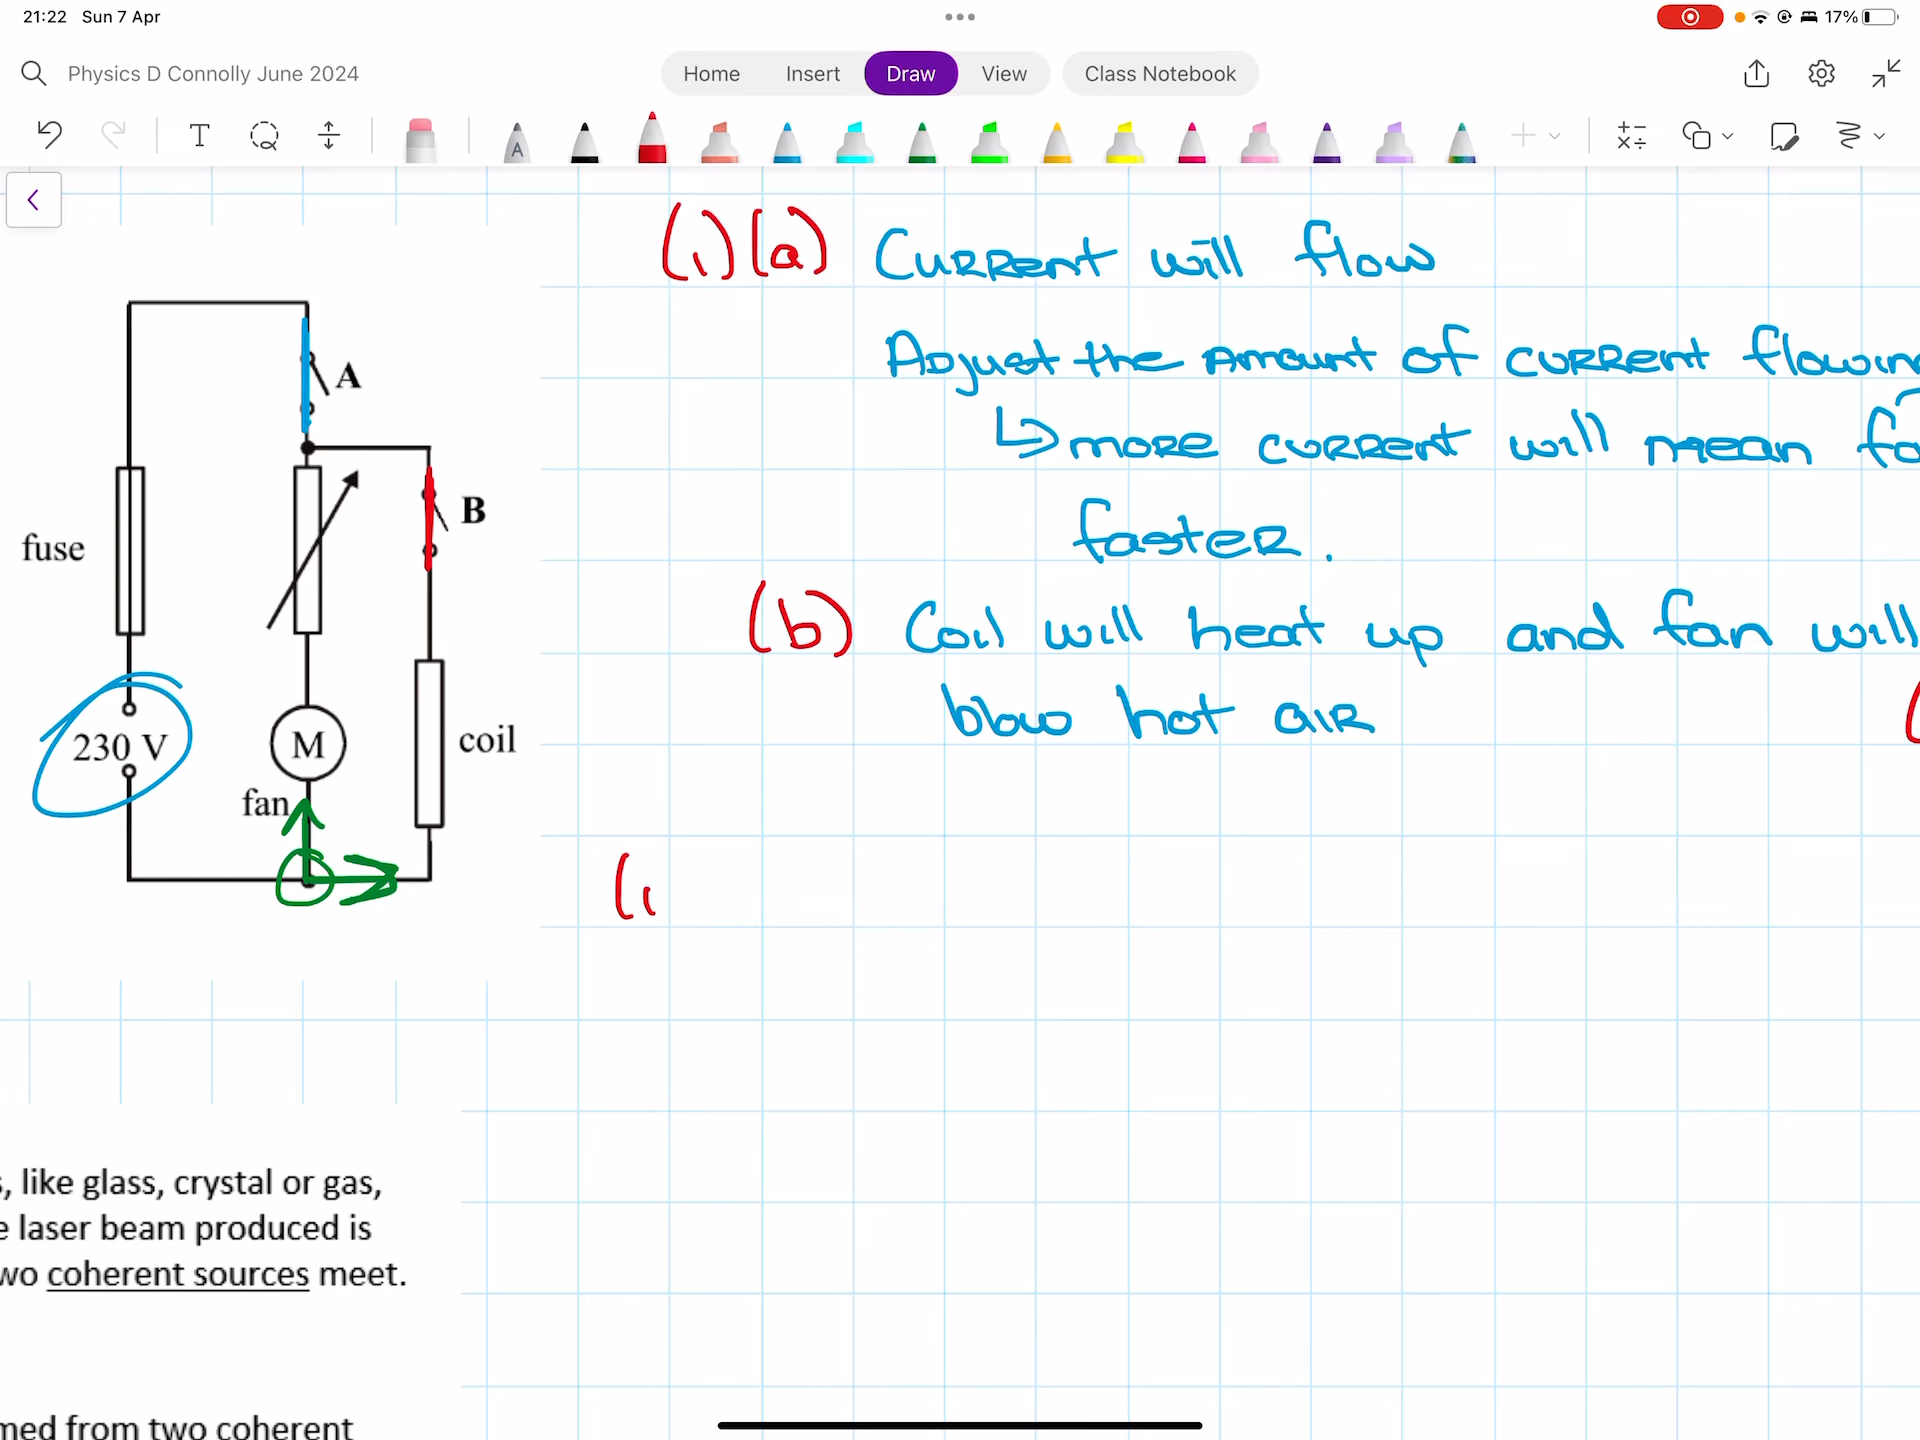 21:22 Sun 7 Apr
17%
Physics D Connolly June 2024
Home Insert Draw View Class Notebook
T
A
(i) (a) Current will flow
Adjust the amount of current flowin
↳ more current will mean fa
faster.
(b) Coil will heat up and fan will
blow hot air
(i
A
B
fuse
230 V
M
fan
coil
, like glass, crystal or gas,
e laser beam produced is
wo coherent sources meet.
med from two coherent